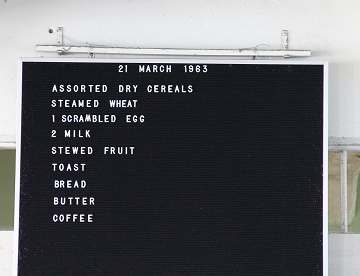 21 MARCH 1963
ASSORTED DRY CEREALS
STEAMED WHEAT
1 SCRAMBLED EGG
2 MILK
STEWED FRUIT
TOAST
BREAD
BUTTER
COFFEE